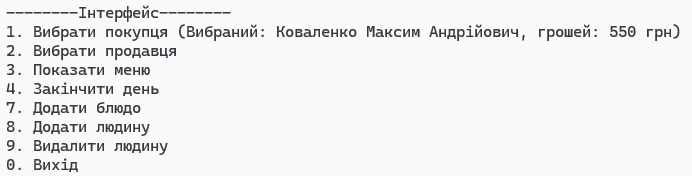 ————————Інтерфейс————————
1. Вибрати покупця (Вибраний: Коваленко Максим Андрійович, грошей: 550 грн)
2. Вибрати продавця
3. Показати меню
4. Закінчити день
7. Додати блюдо
8. Додати людину
9. Видалити людину
0. Вихід